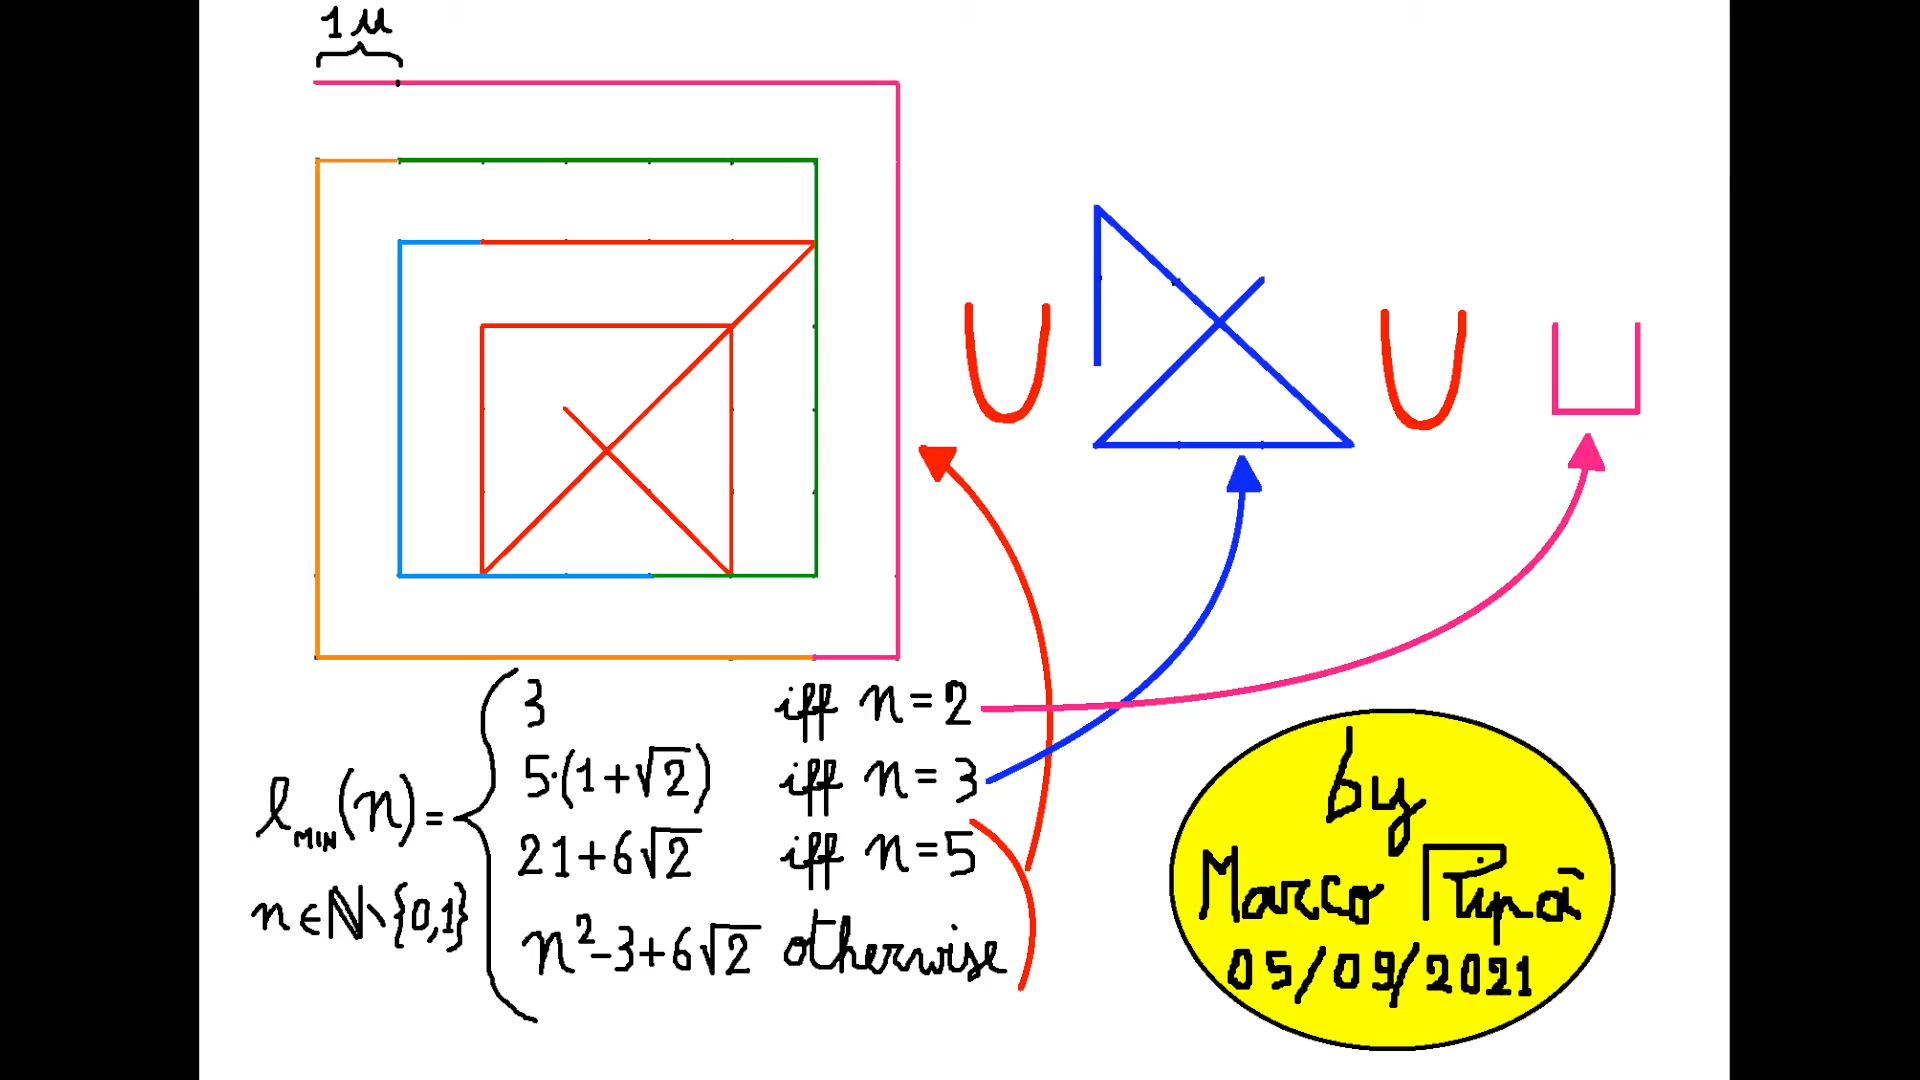 1u
3 iff n=2
5·(1+√2) iff n=3
l_MIN(n)=
21+6√2 iff n=5
n∈ℕ\{0,1}
n²-3+6√2 otherwise
by
Marco Ripà
05/09/2021